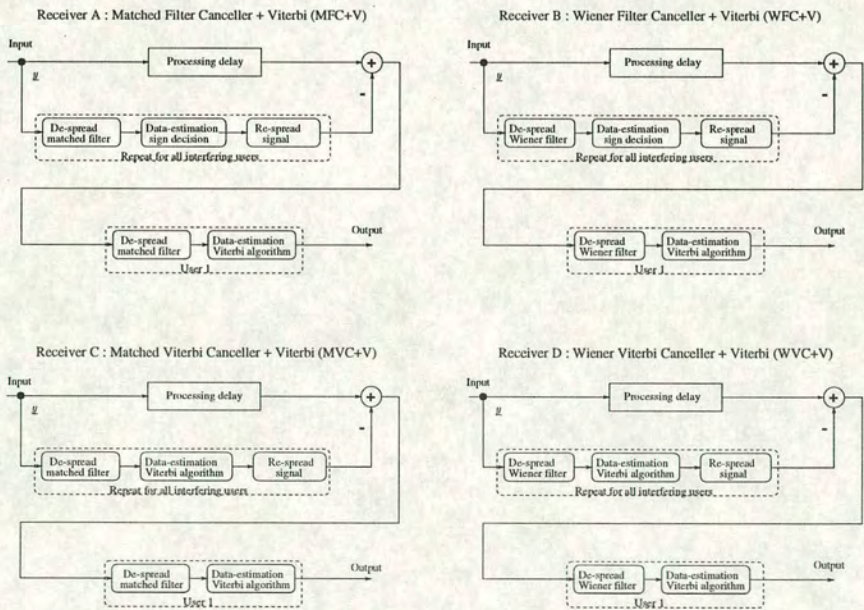 Receiver A : Matched Filter Canceller + Viterbi (MFC+V)
Input
Processing delay
+
y
-
De-spread
matched filter
Data-estimation
sign decision
Re-spread
signal
Repeat for all interfering users
De-spread
matched filter
Data-estimation
Viterbi algorithm
Output
User 1
Receiver B : Wiener Filter Canceller + Viterbi (WFC+V)
Input
Processing delay
+
y
-
De-spread
Wiener filter
Data-estimation
sign decision
Re-spread
signal
Repeat for all interfering users
De-spread
Wiener filter
Data-estimation
Viterbi algorithm
Output
User 1
Receiver C : Matched Viterbi Canceller + Viterbi (MVC+V)
Input
Processing delay
+
y
-
De-spread
matched filter
Data-estimation
Viterbi algorithm
Re-spread
signal
Repeat for all interfering users
De-spread
matched filter
Data-estimation
Viterbi algorithm
Output
User 1
Receiver D : Wiener Viterbi Canceller + Viterbi (WVC+V)
Input
Processing delay
+
y
-
De-spread
Wiener filter
Data-estimation
Viterbi algorithm
Re-spread
signal
Repeat for all interfering users
De-spread
Wiener filter
Data-estimation
Viterbi algorithm
Output
User 1